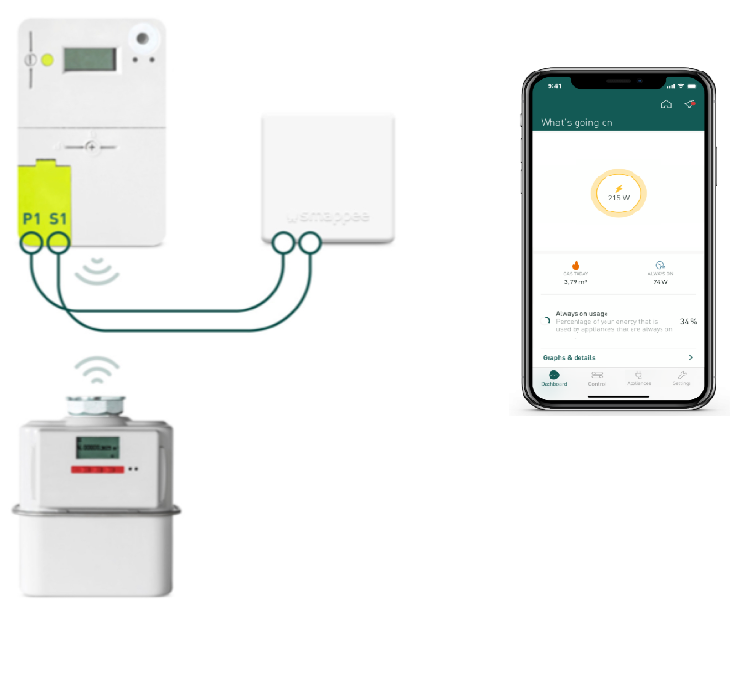 P1 S1
smappee
9:41
What's going on
215 W
GAS TODAY
ALWAYS ON
3,79 m³
74 W
Always on usage
Percentage of your energy that is
used by appliances that are always on
34 %
Graphs & details
Dashboard
Control
Appliances
Settings